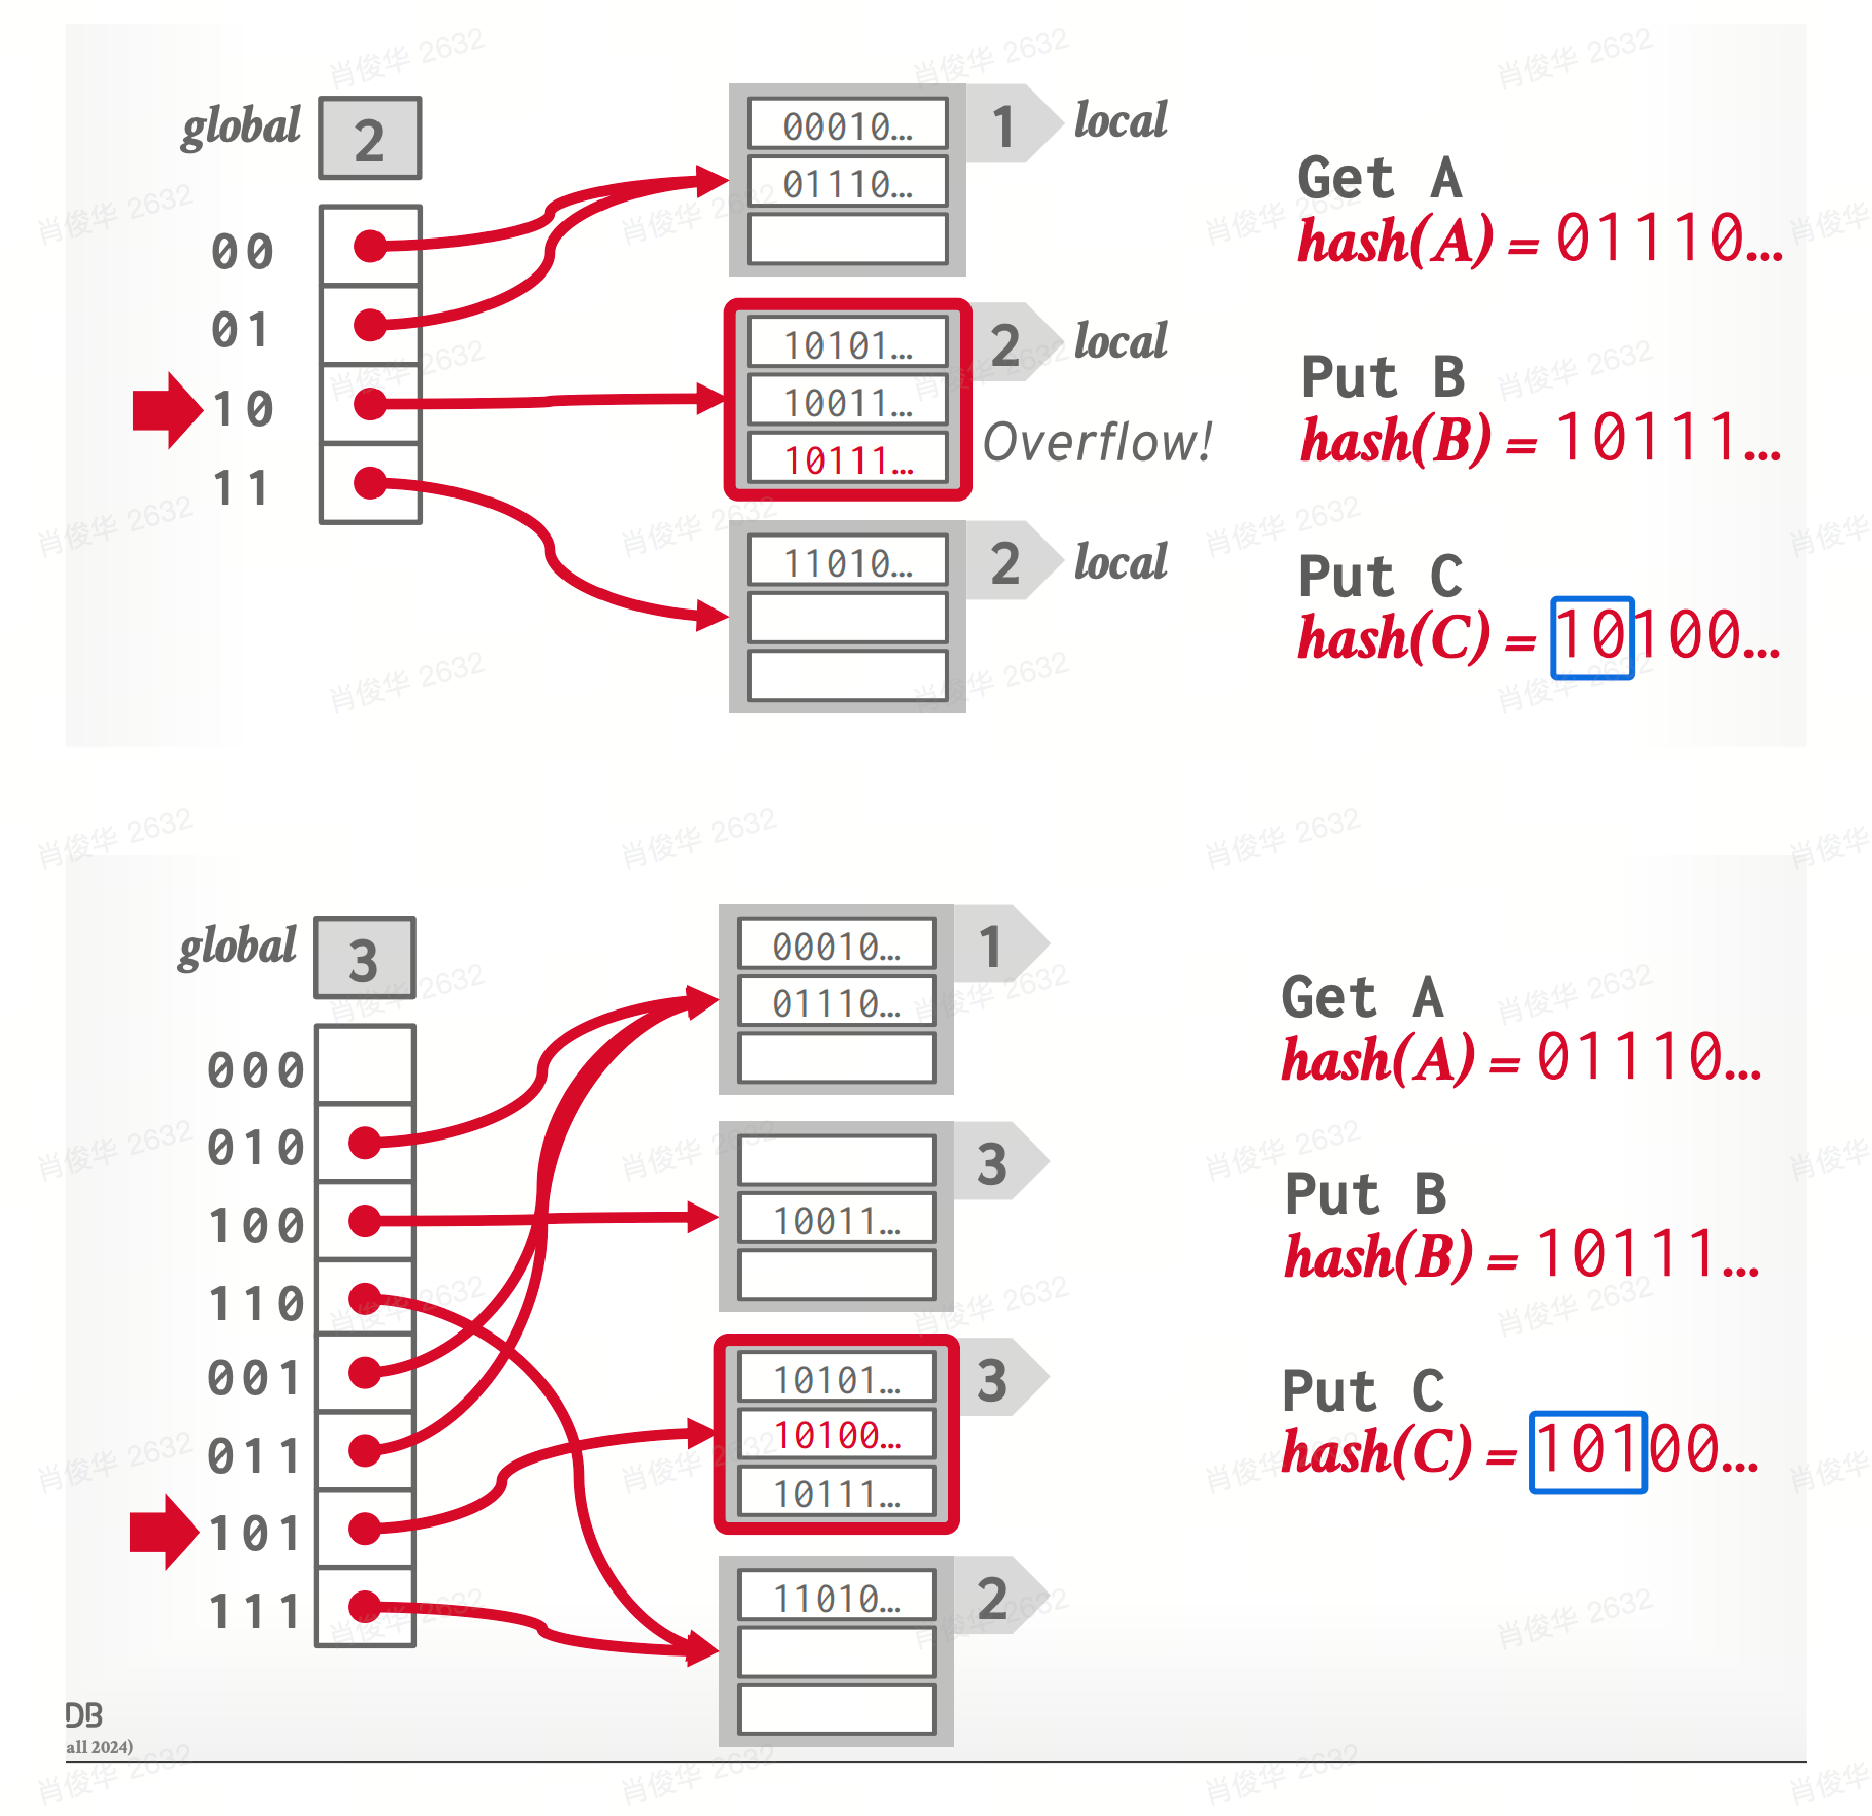 global 2
00
01
10
11
00010...
01110...
1 local
10101...
10011...
10111...
2 local
Overflow!
11010...
2 local
Get A
hash(A) = 01110...
Put B
hash(B) = 10111...
Put C
hash(C) = 10100...
global 3
000
010
100
110
001
011
101
111
00010...
01110...
1
10011...
3
10101...
10100...
10111...
3
11010...
2
Get A
hash(A) = 01110...
Put B
hash(B) = 10111...
Put C
hash(C) = 10100...
DB
all 2024)
肖俊华 2632